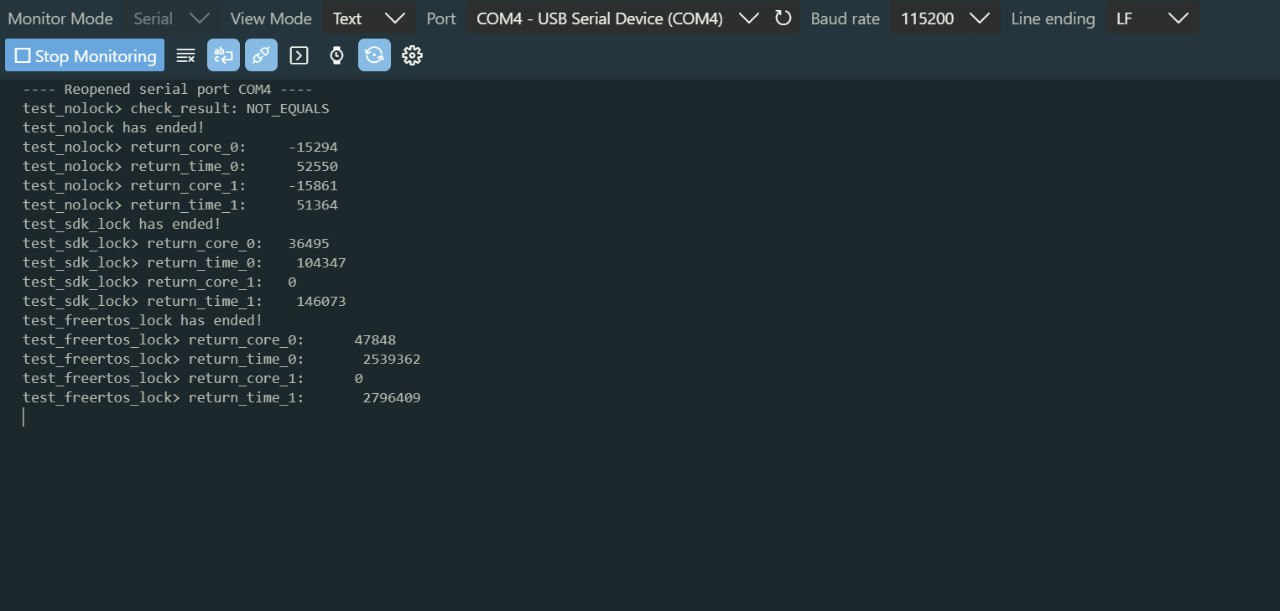 Monitor Mode Serial View Mode Text Port COM4 - USB Serial Device (COM4) Baud rate 115200 Line ending LF
Stop Monitoring
---- Reopened serial port COM4 ----
test_nolock> check_result: NOT_EQUALS
test_nolock has ended!
test_nolock> return_core_0:     -15294
test_nolock> return_time_0:      52550
test_nolock> return_core_1:     -15861
test_nolock> return_time_1:      51364
test_sdk_lock has ended!
test_sdk_lock> return_core_0:   36495
test_sdk_lock> return_time_0:    104347
test_sdk_lock> return_core_1:   0
test_sdk_lock> return_time_1:    146073
test_freertos_lock has ended!
test_freertos_lock> return_core_0:      47848
test_freertos_lock> return_time_0:       2539362
test_freertos_lock> return_core_1:      0
test_freertos_lock> return_time_1:       2796409